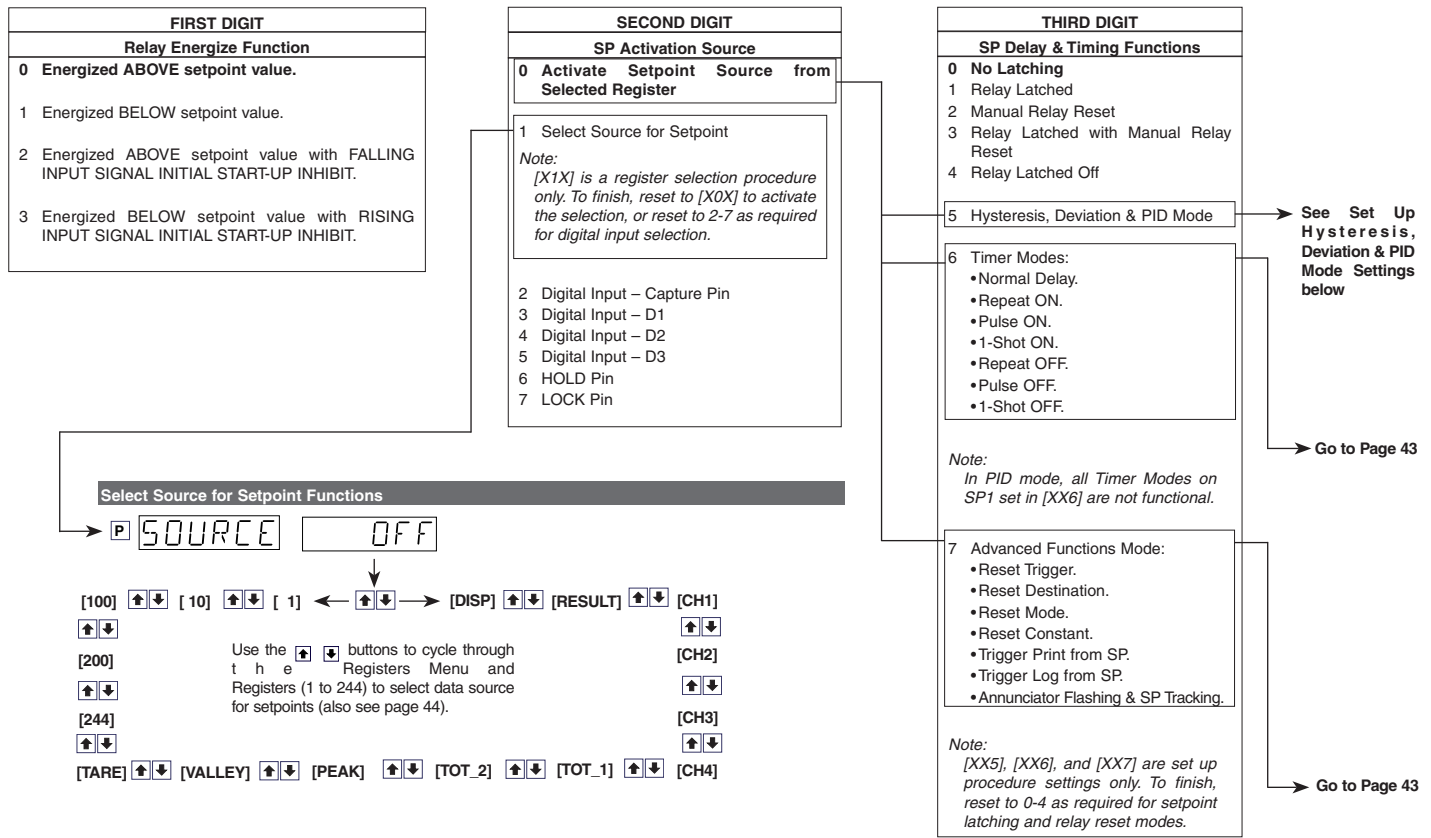 FIRST DIGIT
Relay Energize Function
0 Energized ABOVE setpoint value.
1 Energized BELOW setpoint value.
2 Energized ABOVE setpoint value with FALLING
INPUT SIGNAL INITIAL START-UP INHIBIT.
3 Energized BELOW setpoint value with RISING
INPUT SIGNAL INITIAL START-UP INHIBIT.
SECOND DIGIT
SP Activation Source
0 Activate Setpoint Source from
Selected Register
1 Select Source for Setpoint
Note:
[X1X] is a register selection procedure
only. To finish, reset to [X0X] to activate
the selection, or reset to 2-7 as required
for digital input selection.
2 Digital Input – Capture Pin
3 Digital Input – D1
4 Digital Input – D2
5 Digital Input – D3
6 HOLD Pin
7 LOCK Pin
THIRD DIGIT
SP Delay & Timing Functions
0 No Latching
1 Relay Latched
2 Manual Relay Reset
3 Relay Latched with Manual Relay
Reset
4 Relay Latched Off
5 Hysteresis, Deviation & PID Mode
See Set Up
Hysteresis,
Deviation & PID
Mode Settings
below
6 Timer Modes:
•Normal Delay.
•Repeat ON.
•Pulse ON.
•1-Shot ON.
•Repeat OFF.
•Pulse OFF.
•1-Shot OFF.
Go to Page 43
Note:
In PID mode, all Timer Modes on
SP1 set in [XX6] are not functional.
7 Advanced Functions Mode:
•Reset Trigger.
•Reset Destination.
•Reset Mode.
•Reset Constant.
•Trigger Print from SP.
•Trigger Log from SP.
•Annunciator Flashing & SP Tracking.
Go to Page 43
Note:
[XX5], [XX6], and [XX7] are set up
procedure settings only. To finish,
reset to 0-4 as required for setpoint
latching and relay reset modes.
Select Source for Setpoint Functions
P SOURCE OFF
[100] [ 10] [ 1] [DISP] [RESULT] [CH1]
[200] [CH2]
[244] [CH3]
[TARE] [VALLEY] [PEAK] [TOT_2] [TOT_1] [CH4]
Use the buttons to cycle through
the Registers Menu and
Registers (1 to 244) to select data source
for setpoints (also see page 44).